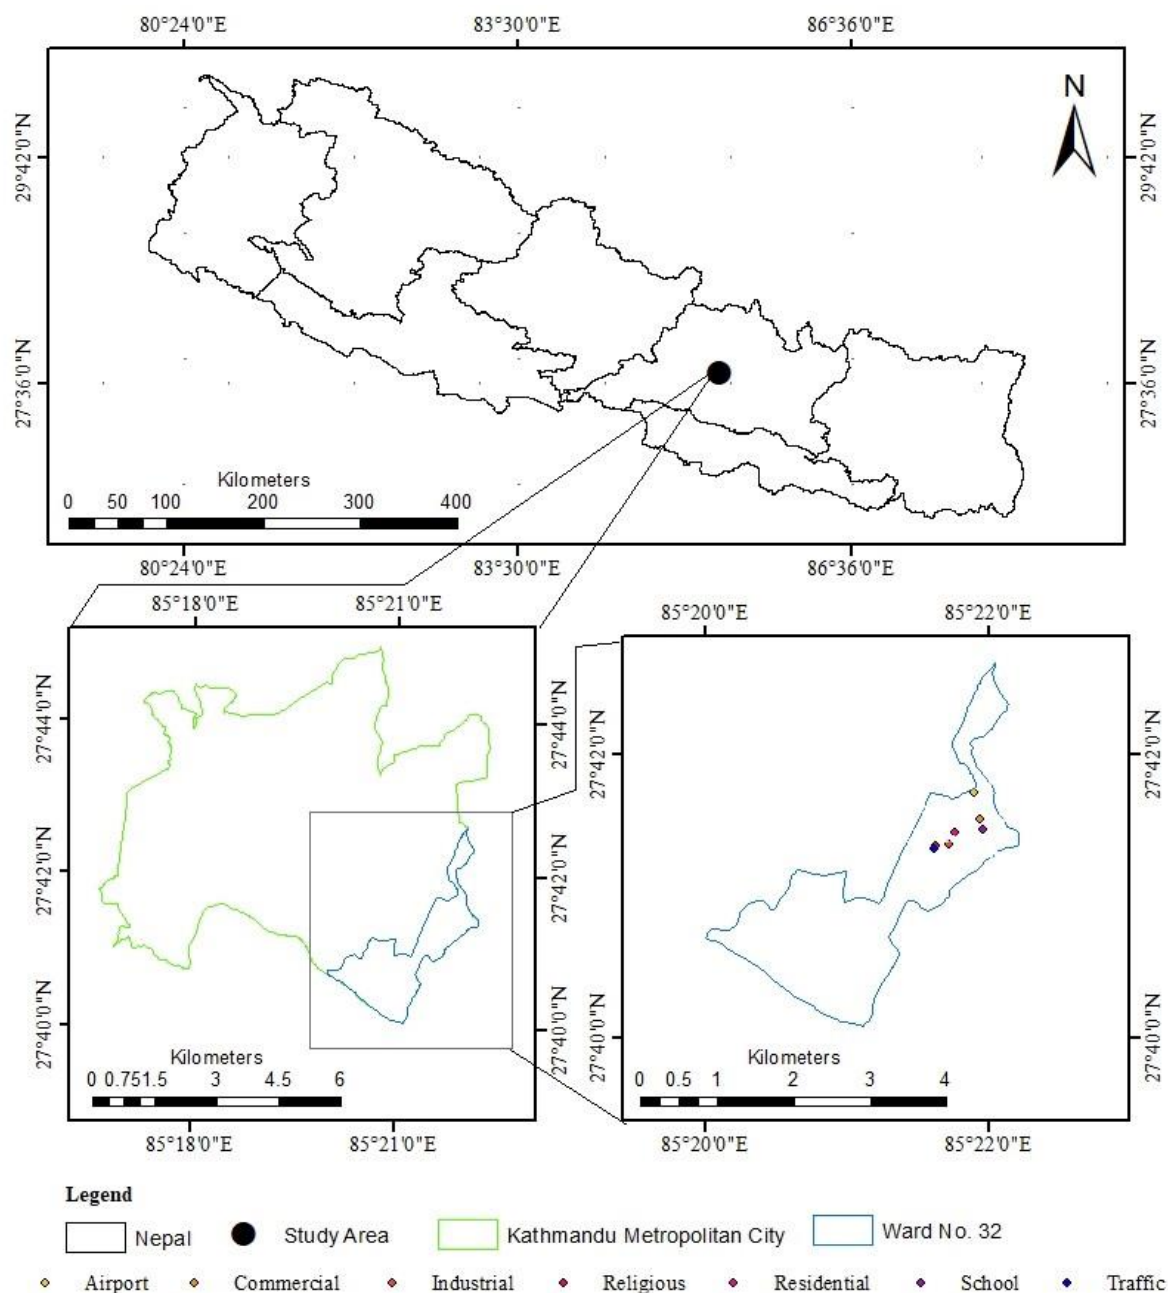 80°24'0"E 83°30'0"E 86°36'0"E
N
29°42'0"N 29°42'0"N
27°36'0"N 27°36'0"N
Kilometers
0 50 100 200 300 400
80°24'0"E 83°30'0"E 86°36'0"E
85°18'0"E 85°21'0"E
27°44'0"N 27°44'0"N
27°42'0"N 27°42'0"N
27°40'0"N 27°40'0"N
Kilometers
0 0.75 1.5 3 4.5 6
85°18'0"E 85°21'0"E
85°20'0"E 85°22'0"E
27°42'0"N 27°42'0"N
27°40'0"N 27°40'0"N
Kilometers
0 0.5 1 2 3 4
85°20'0"E 85°22'0"E
Legend
Nepal Study Area Kathmandu Metropolitan City Ward No. 32
Airport Commercial Industrial Religious Residential School Traffic